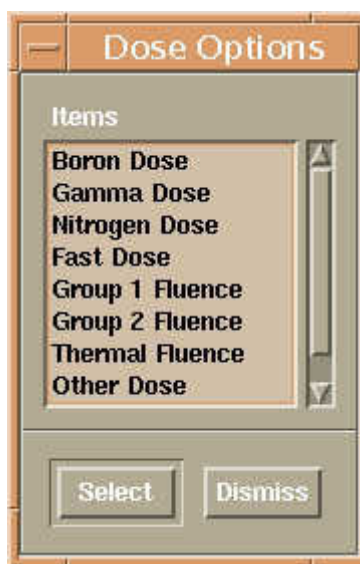 Dose Options
Items
Boron Dose
Gamma Dose
Nitrogen Dose
Fast Dose
Group 1 Fluence
Group 2 Fluence
Thermal Fluence
Other Dose
Select Dismiss